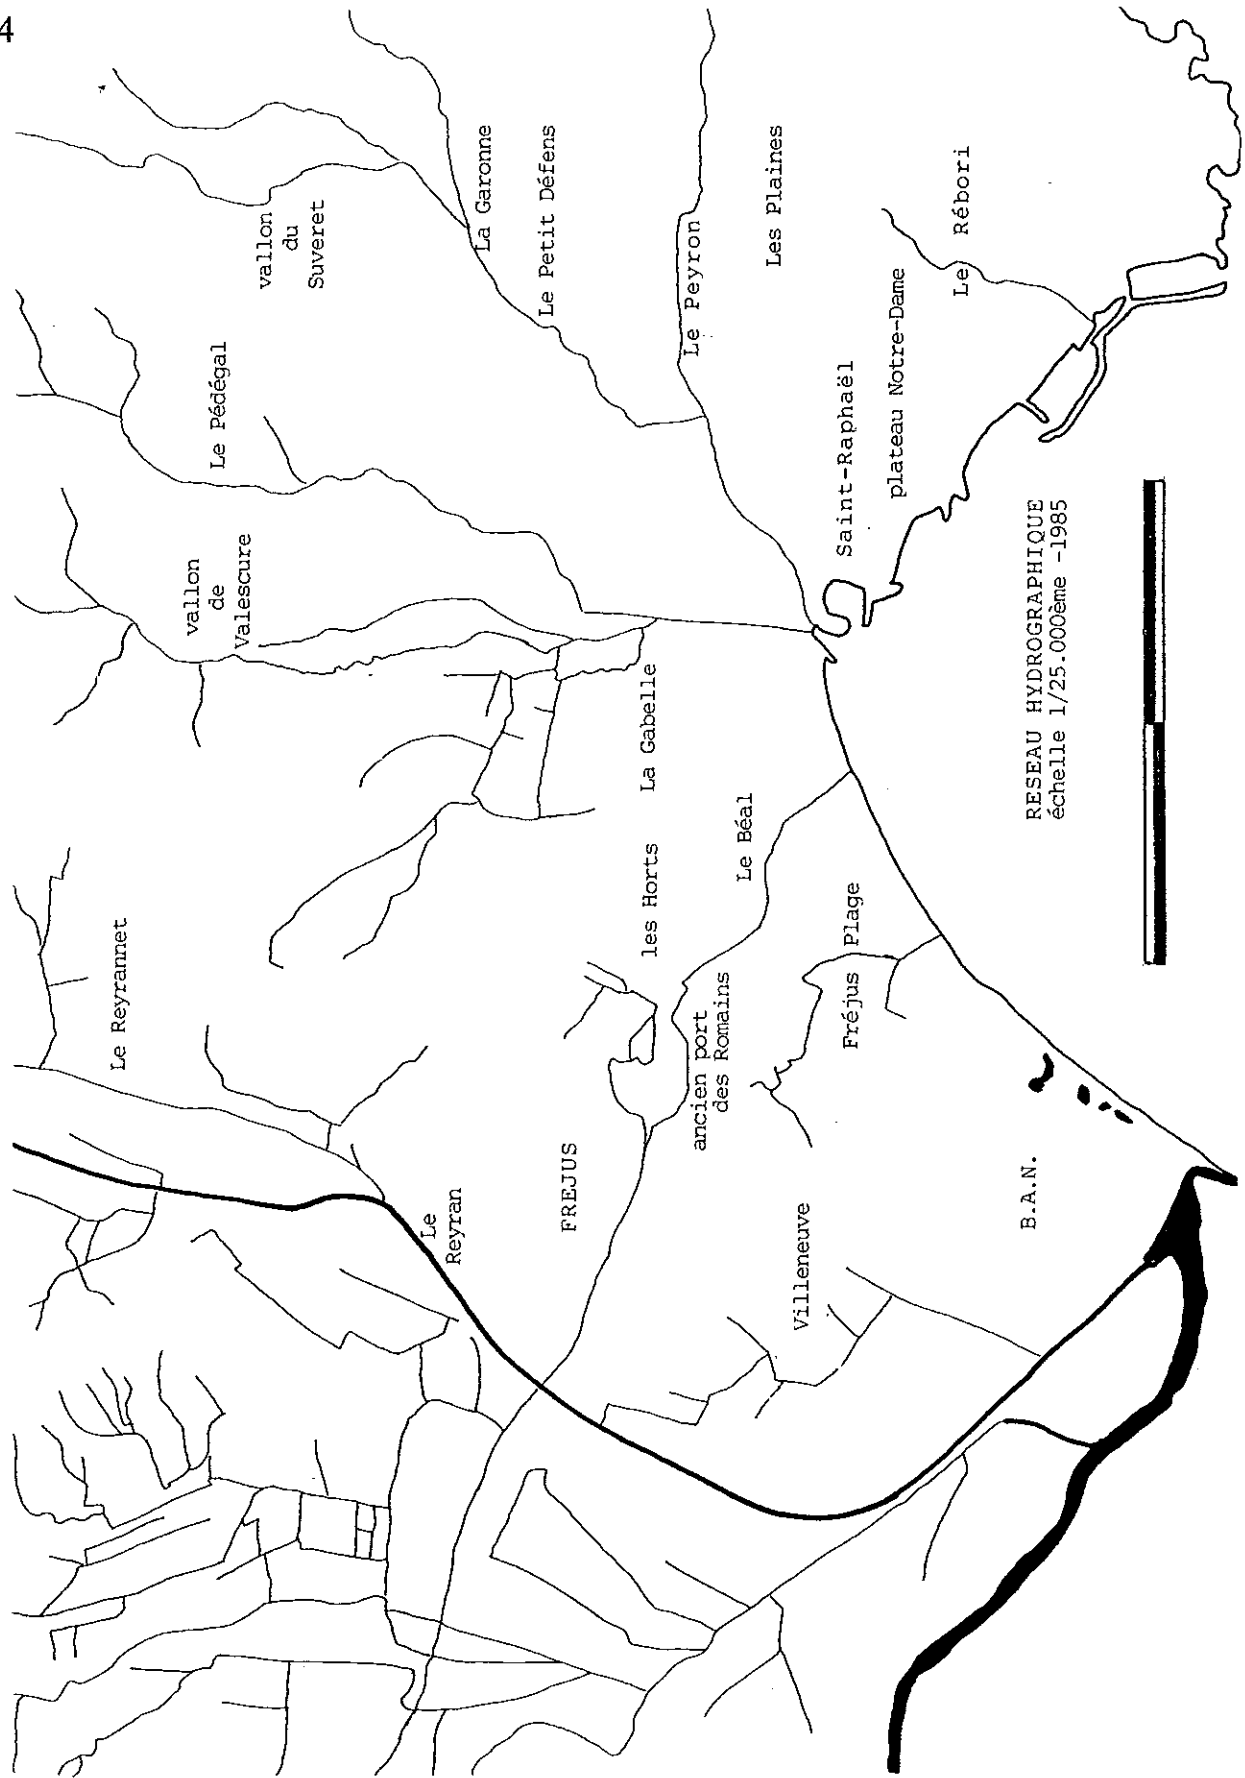 4
Le Reyrannet
vallon
de
Valescure
Le Pédégal
vallon
du
Suveret
La Garonne
Le Petit Défens
Le
Reyran
FREJUS
les Horts
La Gabelle
Le Peyron
ancien port
des Romains
Le Béal
Les Plaines
Villeneuve
Fréjus Plage
Saint-Raphaël
plateau Notre-Dame
Le Rébori
B.A.N.
RESEAU HYDROGRAPHIQUE
échelle 1/25.000ème -1985